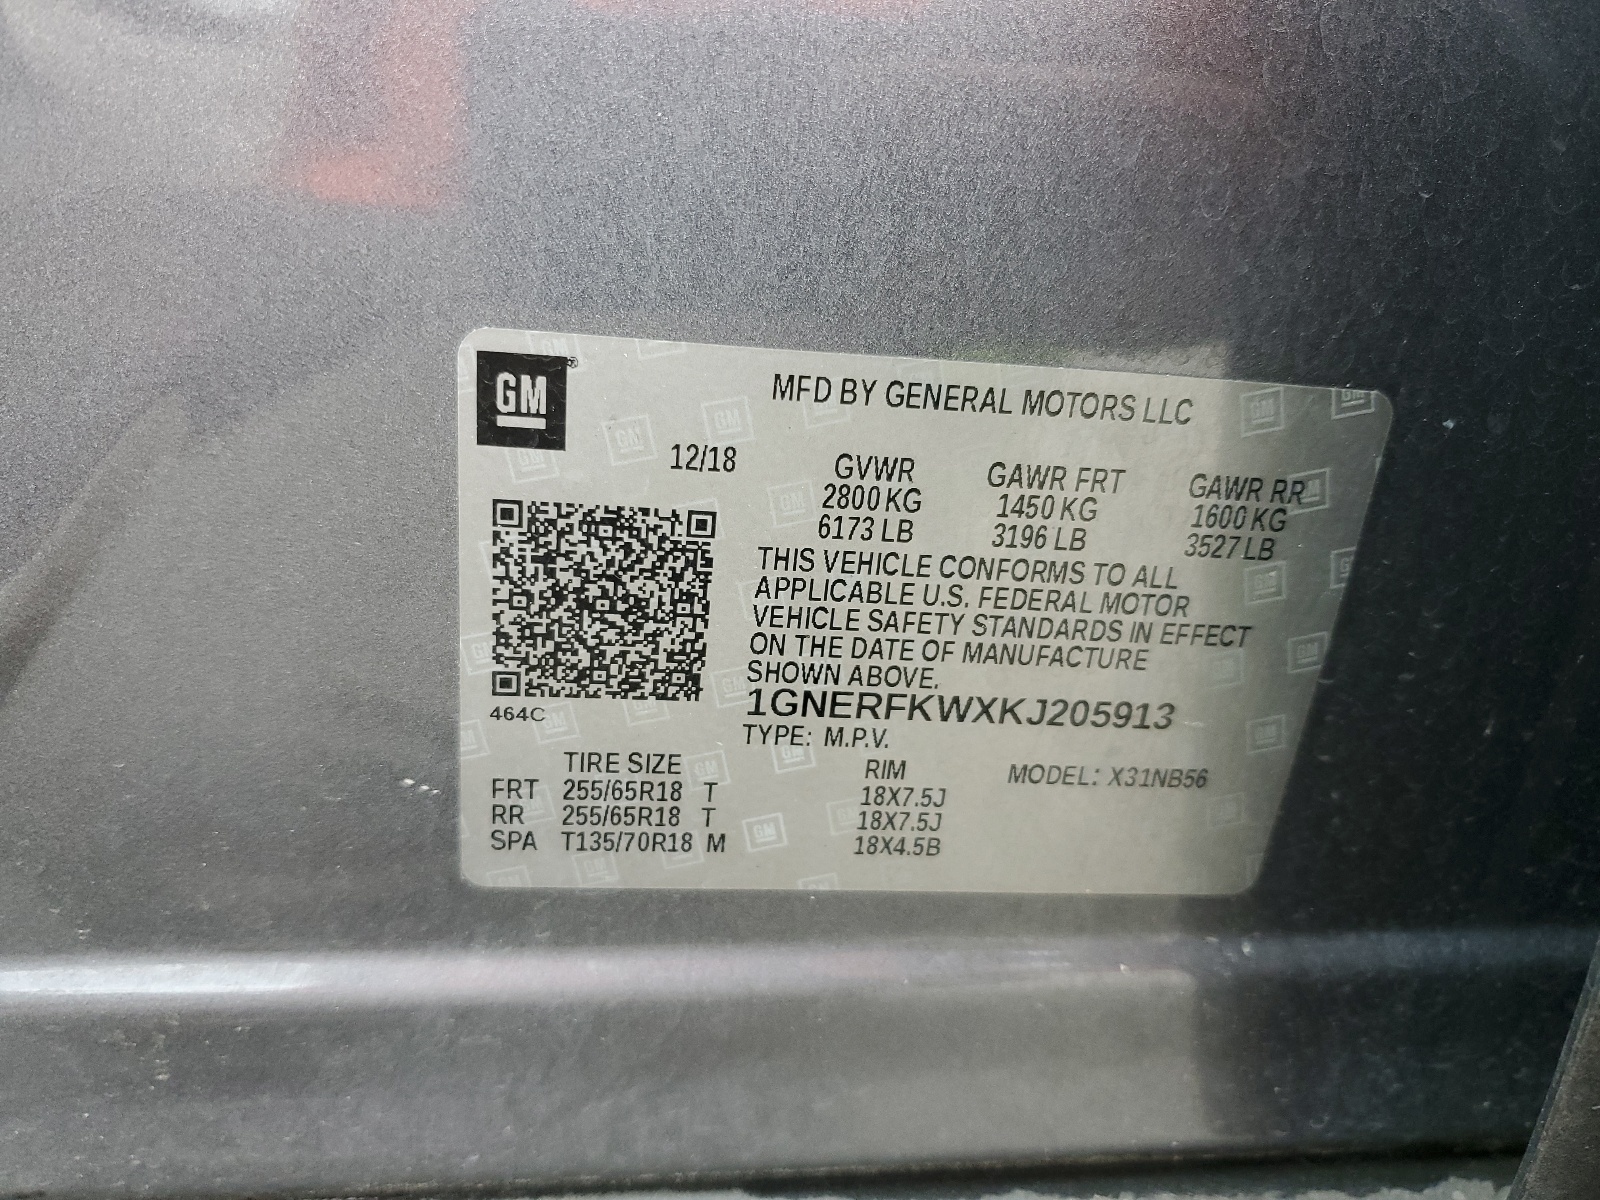 GM
MFD BY GENERAL MOTORS LLC
12/18
GVWR GAWR FRT GAWR RR
2800 KG 1450 KG 1600 KG
6173 LB 3196 LB 3527 LB
THIS VEHICLE CONFORMS TO ALL
APPLICABLE U.S. FEDERAL MOTOR
VEHICLE SAFETY STANDARDS IN EFFECT
ON THE DATE OF MANUFACTURE
SHOWN ABOVE.
1GNERFKWXKJ205913
464C
TYPE: M.P.V.
TIRE SIZE RIM MODEL: X31NB56
FRT 255/65R18 T 18X7.5J
RR 255/65R18 T 18X7.5J
SPA T135/70R18 M 18X4.5B